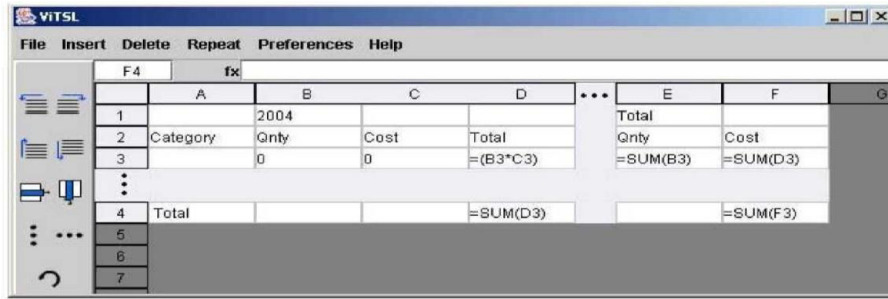 ViTSL
File Insert Delete Repeat Preferences Help
F4 fx
A B C D ••• E F G
1 2004 Total
2 Category Qnty Cost Total Qnty Cost
3 0 0 =(B3*C3) =SUM(B3) =SUM(D3)
4 Total =SUM(D3) =SUM(F3)
5
6
7